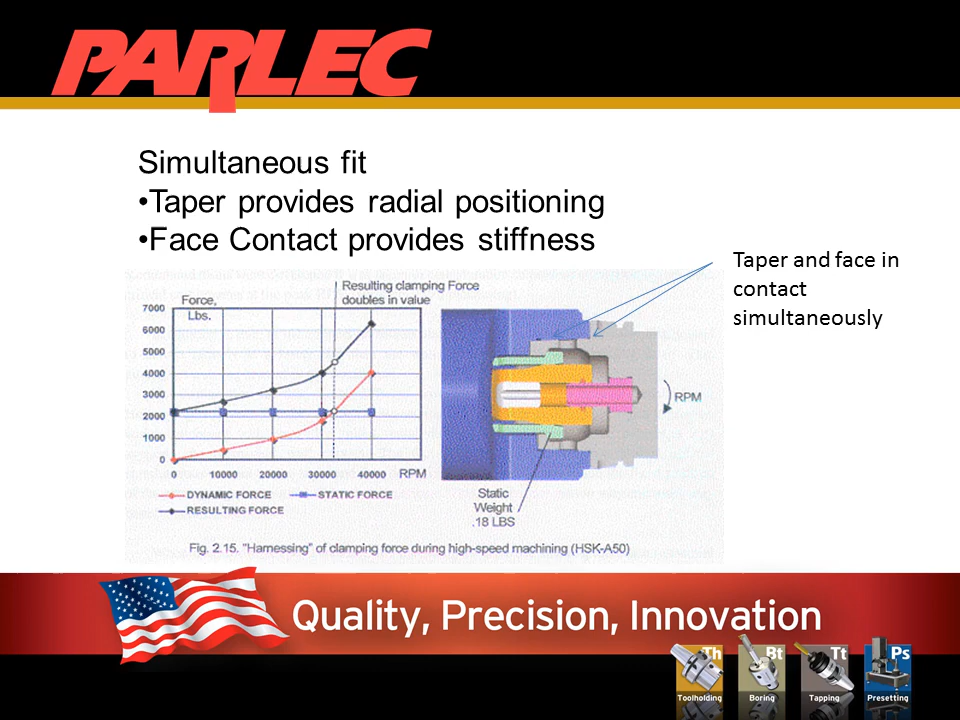 PARLEC
Simultaneous fit
•Taper provides radial positioning
•Face Contact provides stiffness
Taper and face in
contact
simultaneously
Resulting clamping Force
doubles in value
Force,
Lbs.
7000
6000
5000
4000
3000
2000
1000
0
0 10000 20000 30000 40000 RPM
DYNAMIC FORCE STATIC FORCE
RESULTING FORCE
RPM
Static
Weight
.18 LBS
Fig. 2.15. "Harnessing" of clamping force during high-speed machining (HSK-A50)
Quality, Precision, Innovation
Th Bt Tt Ps
Toolholding Boring Tapping Presetting